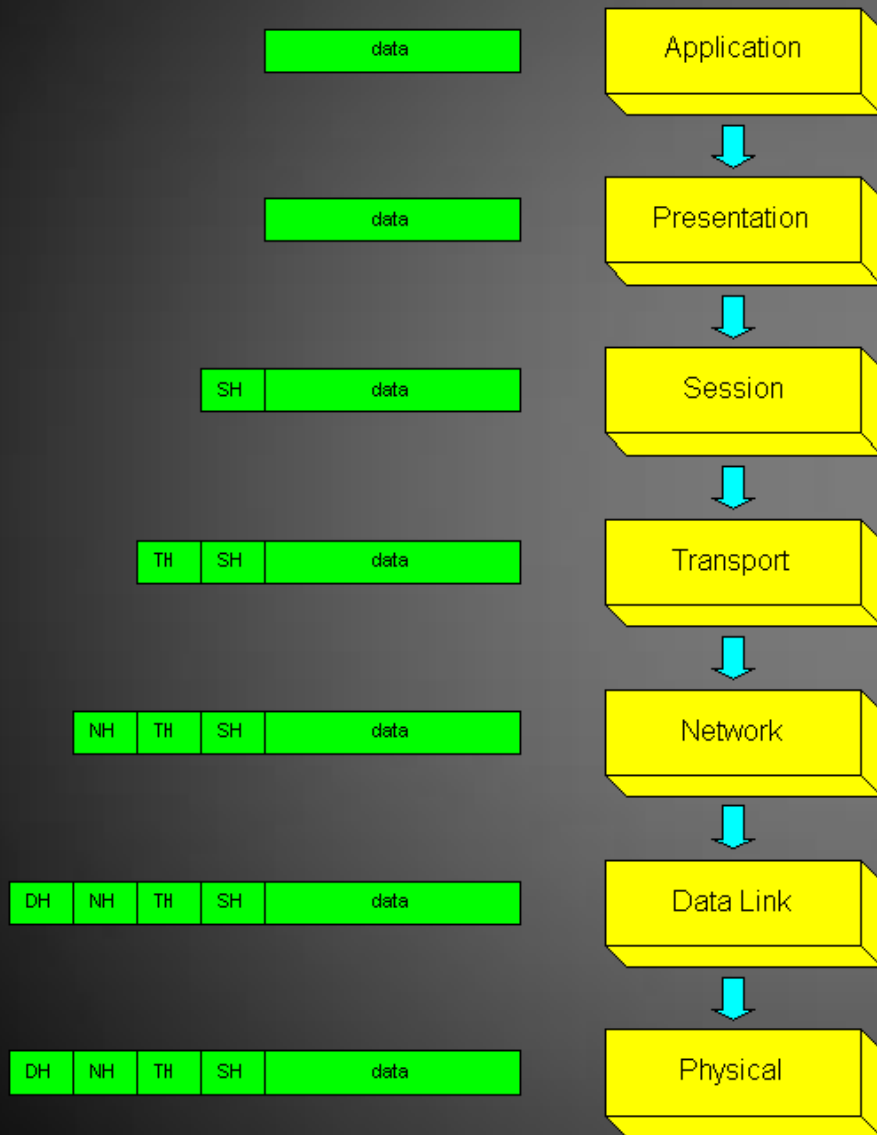 data Application
data Presentation
SH data Session
TH SH data Transport
NH TH SH data Network
DH NH TH SH data Data Link
DH NH TH SH data Physical